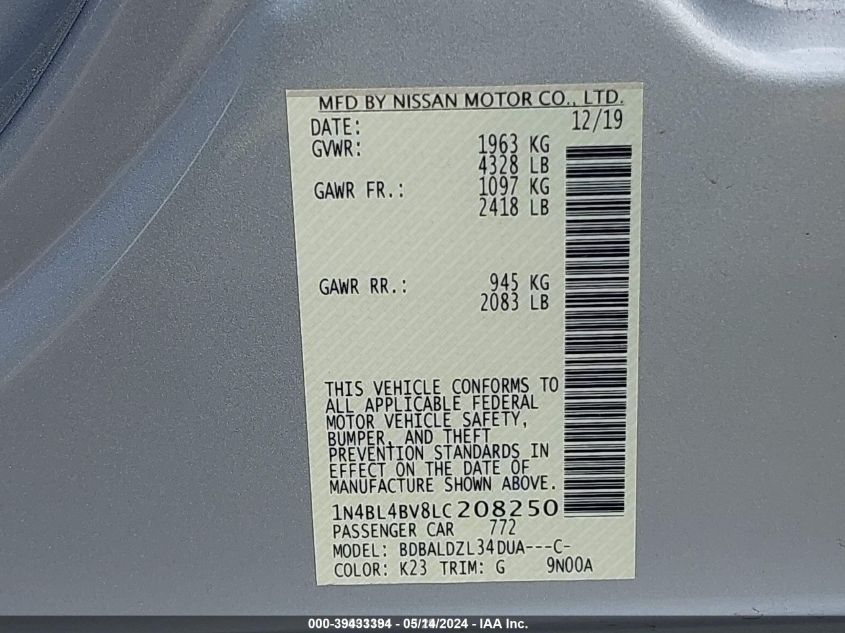 MFD BY NISSAN MOTOR CO., LTD.
DATE: 12/19
GVWR: 1963 KG
4328 LB
GAWR FR.: 1097 KG
2418 LB
GAWR RR.: 945 KG
2083 LB
THIS VEHICLE CONFORMS TO
ALL APPLICABLE FEDERAL
MOTOR VEHICLE SAFETY,
BUMPER, AND THEFT
PREVENTION STANDARDS IN
EFFECT ON THE DATE OF
MANUFACTURE SHOWN ABOVE.
1N4BL4BV8LC208250
PASSENGER CAR 772
MODEL: BDBALDZL34DUA---C-
COLOR: K23 TRIM: G 9N00A
000-39433394 - 05/14/2024 - IAA Inc.